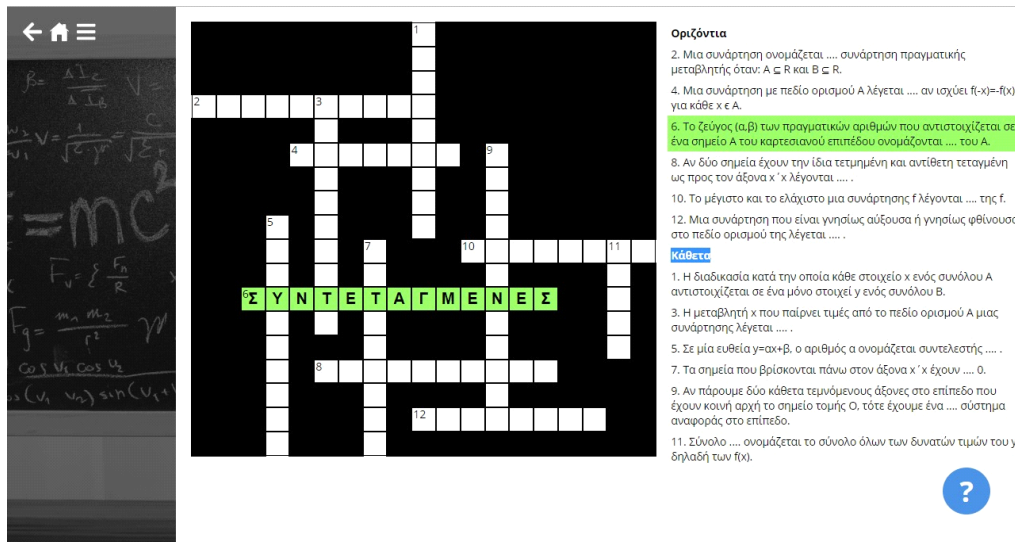 Οριζόντια
2. Μια συνάρτηση ονομάζεται .... συνάρτηση πραγματικής
μεταβλητής όταν: A ⊆ R και B ⊆ R.
4. Μια συνάρτηση με πεδίο ορισμού Α λέγεται .... αν ισχύει f(-x)=-f(x)
για κάθε x ϵ A.
6. Το ζεύγος (α,β) των πραγματικών αριθμών που αντιστοιχίζεται σε
ένα σημείο Α του καρτεσιανού επιπέδου ονομάζονται .... του Α.
8. Αν δύο σημεία έχουν την ίδια τετμημένη και αντίθετη τεταγμένη
ως προς τον άξονα x΄x λέγονται .... .
10. Το μέγιστο και το ελάχιστο μια συνάρτησης f λέγονται .... της f.
12. Μια συνάρτηση που είναι γνησίως αύξουσα ή γνησίως φθίνουσα
στο πεδίο ορισμού της λέγεται .... .
Κάθετα
1. Η διαδικασία κατά την οποία κάθε στοιχείο x ενός συνόλου Α
αντιστοιχίζεται σε ένα μόνο στοιχεί y ενός συνόλου Β.
3. Η μεταβλητή x που παίρνει τιμές από το πεδίο ορισμού Α μιας
συνάρτησης λέγεται .... .
5. Σε μία ευθεία y=αx+β, ο αριθμός α ονομάζεται συντελεστής .... .
7. Τα σημεία που βρίσκονται πάνω στον άξονα x΄x έχουν .... 0.
9. Αν πάρουμε δύο κάθετα τεμνόμενους άξονες στο επίπεδο που
έχουν κοινή αρχή το σημείο τομής Ο, τότε έχουμε ένα .... σύστημα
αναφοράς στο επίπεδο.
11. Σύνολο .... ονομάζεται το σύνολο όλων των δυνατών τιμών του y
δηλαδή των f(x).
1
2 3
4 9
5
7 10 11
6 Σ Υ Ν Τ Ε Τ Α Γ Μ Ε Ν Ε Σ
8
12
?
=mc²